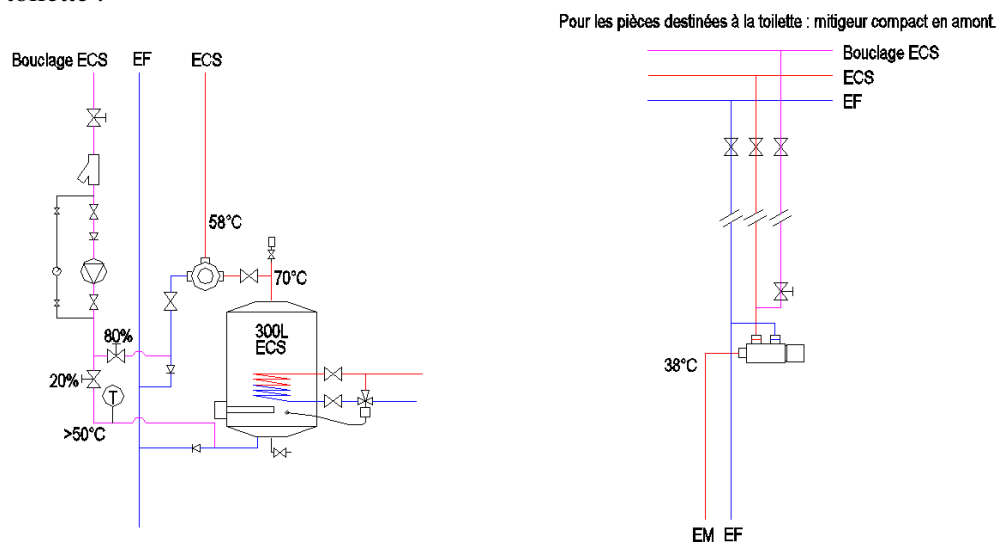 toilette :
Pour les pièces destinées à la toilette : mitigeur compact en amont.
Bouclage ECS EF ECS
58°C
70°C
300L
ECS
80%
20%
T
>50°C
Bouclage ECS
ECS
EF
38°C
EM EF